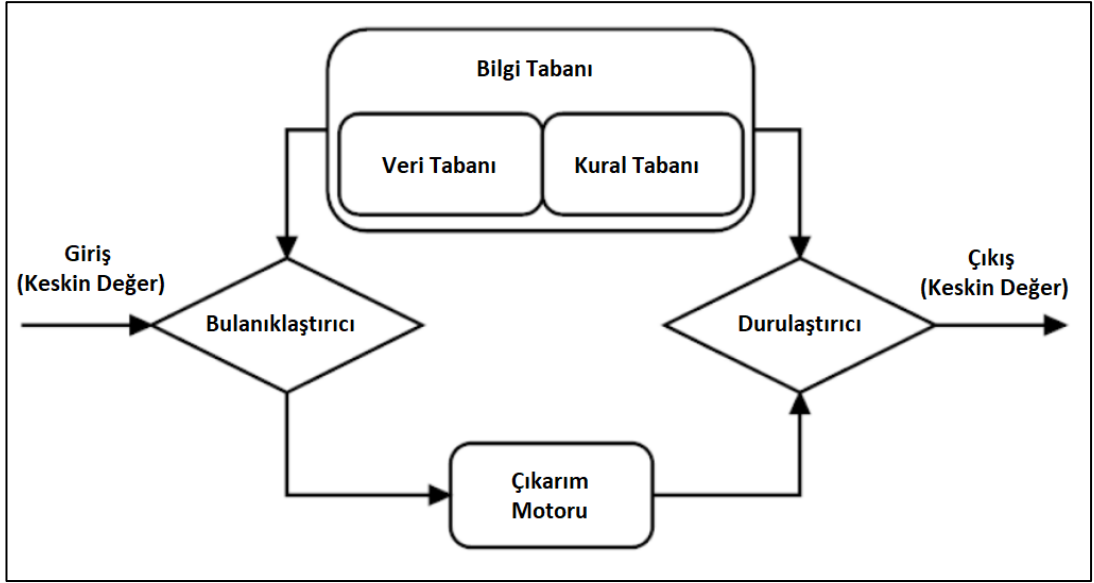 Bilgi Tabanı
Veri Tabanı
Kural Tabanı
Giriş
(Keskin Değer)
Bulanıklaştırıcı
Durulaştırıcı
Çıkış
(Keskin Değer)
Çıkarım
Motoru